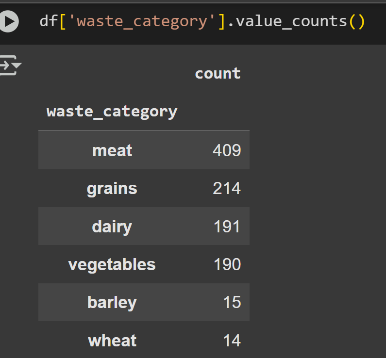 df['waste_category'].value_counts()
count
waste_category
meat 409
grains 214
dairy 191
vegetables 190
barley 15
wheat 14